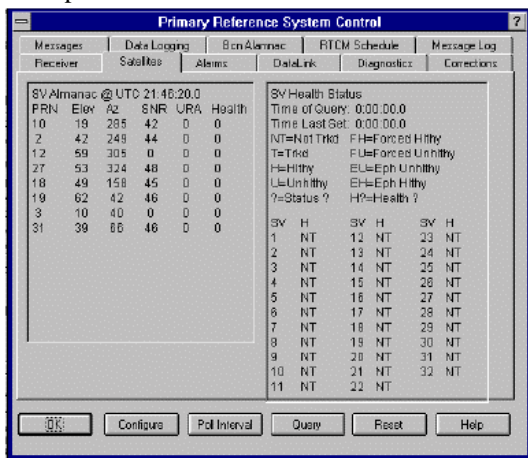 Primary Reference System Control ?
Messages Data Logging Bcn Alamnac RTCM Schedule Message Log
Receiver Satellites Alarms DataLink Diagnostics Corrections
SV Almanac @ UTC 21:46:20.0
PRN Elev Az SNR URA Health
10 19 285 42 0 0
2 42 249 44 0 0
12 59 305 0 0 0
27 53 324 48 0 0
18 49 158 45 0 0
19 62 42 46 0 0
3 10 40 0 0 0
31 39 86 46 0 0
SV Health Status
Time of Query: 0:00:00.0
Time Last Set: 0:00:00.0
NT=Not Trkd FH=Forced Hlthy
T=Trkd FU=Forced Unhlthy
H=Hlthy EU=Eph Unhlthy
U=Unhlthy EH=Eph Hlthy
?=Status ? H?=Health ?
SV H SV H SV H
1 NT 12 NT 23 NT
2 NT 13 NT 24 NT
3 NT 14 NT 25 NT
4 NT 15 NT 26 NT
5 NT 16 NT 27 NT
6 NT 17 NT 28 NT
7 NT 18 NT 29 NT
8 NT 19 NT 30 NT
9 NT 20 NT 31 NT
10 NT 21 NT 32 NT
11 NT 22 NT
OK Configure Poll Interval Query Reset Help